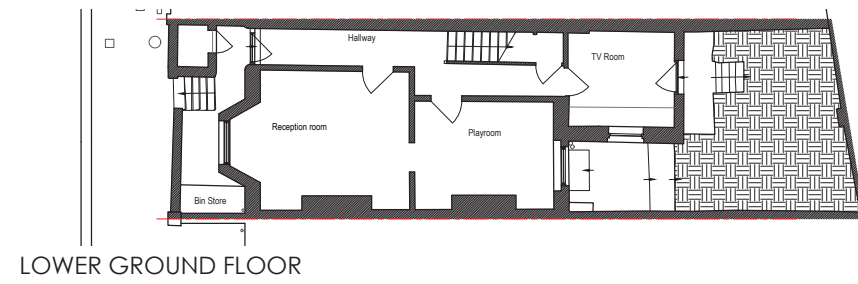 Hallway
TV Room
Reception room
Playroom
Bin Store
LOWER GROUND FLOOR